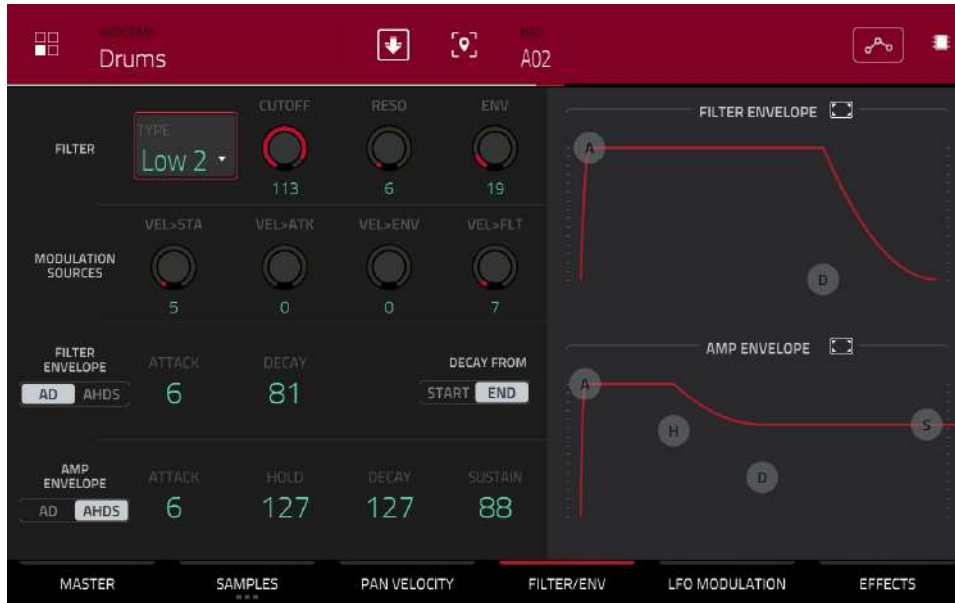 PROGRAM
Drums
PAD
A02
FILTER
TYPE
Low 2
CUTOFF
113
RESO
6
ENV
19
MODULATION
SOURCES
VEL>STA
5
VEL>ATK
0
VEL>ENV
0
VEL>FLT
7
FILTER
ENVELOPE
AD AHDS
ATTACK
6
DECAY
81
DECAY FROM
START END
AMP
ENVELOPE
AD AHDS
ATTACK
6
HOLD
127
DECAY
127
SUSTAIN
88
FILTER ENVELOPE
A
D
AMP ENVELOPE
A
H
D
S
MASTER SAMPLES PAN VELOCITY FILTER/ENV LFO MODULATION EFFECTS